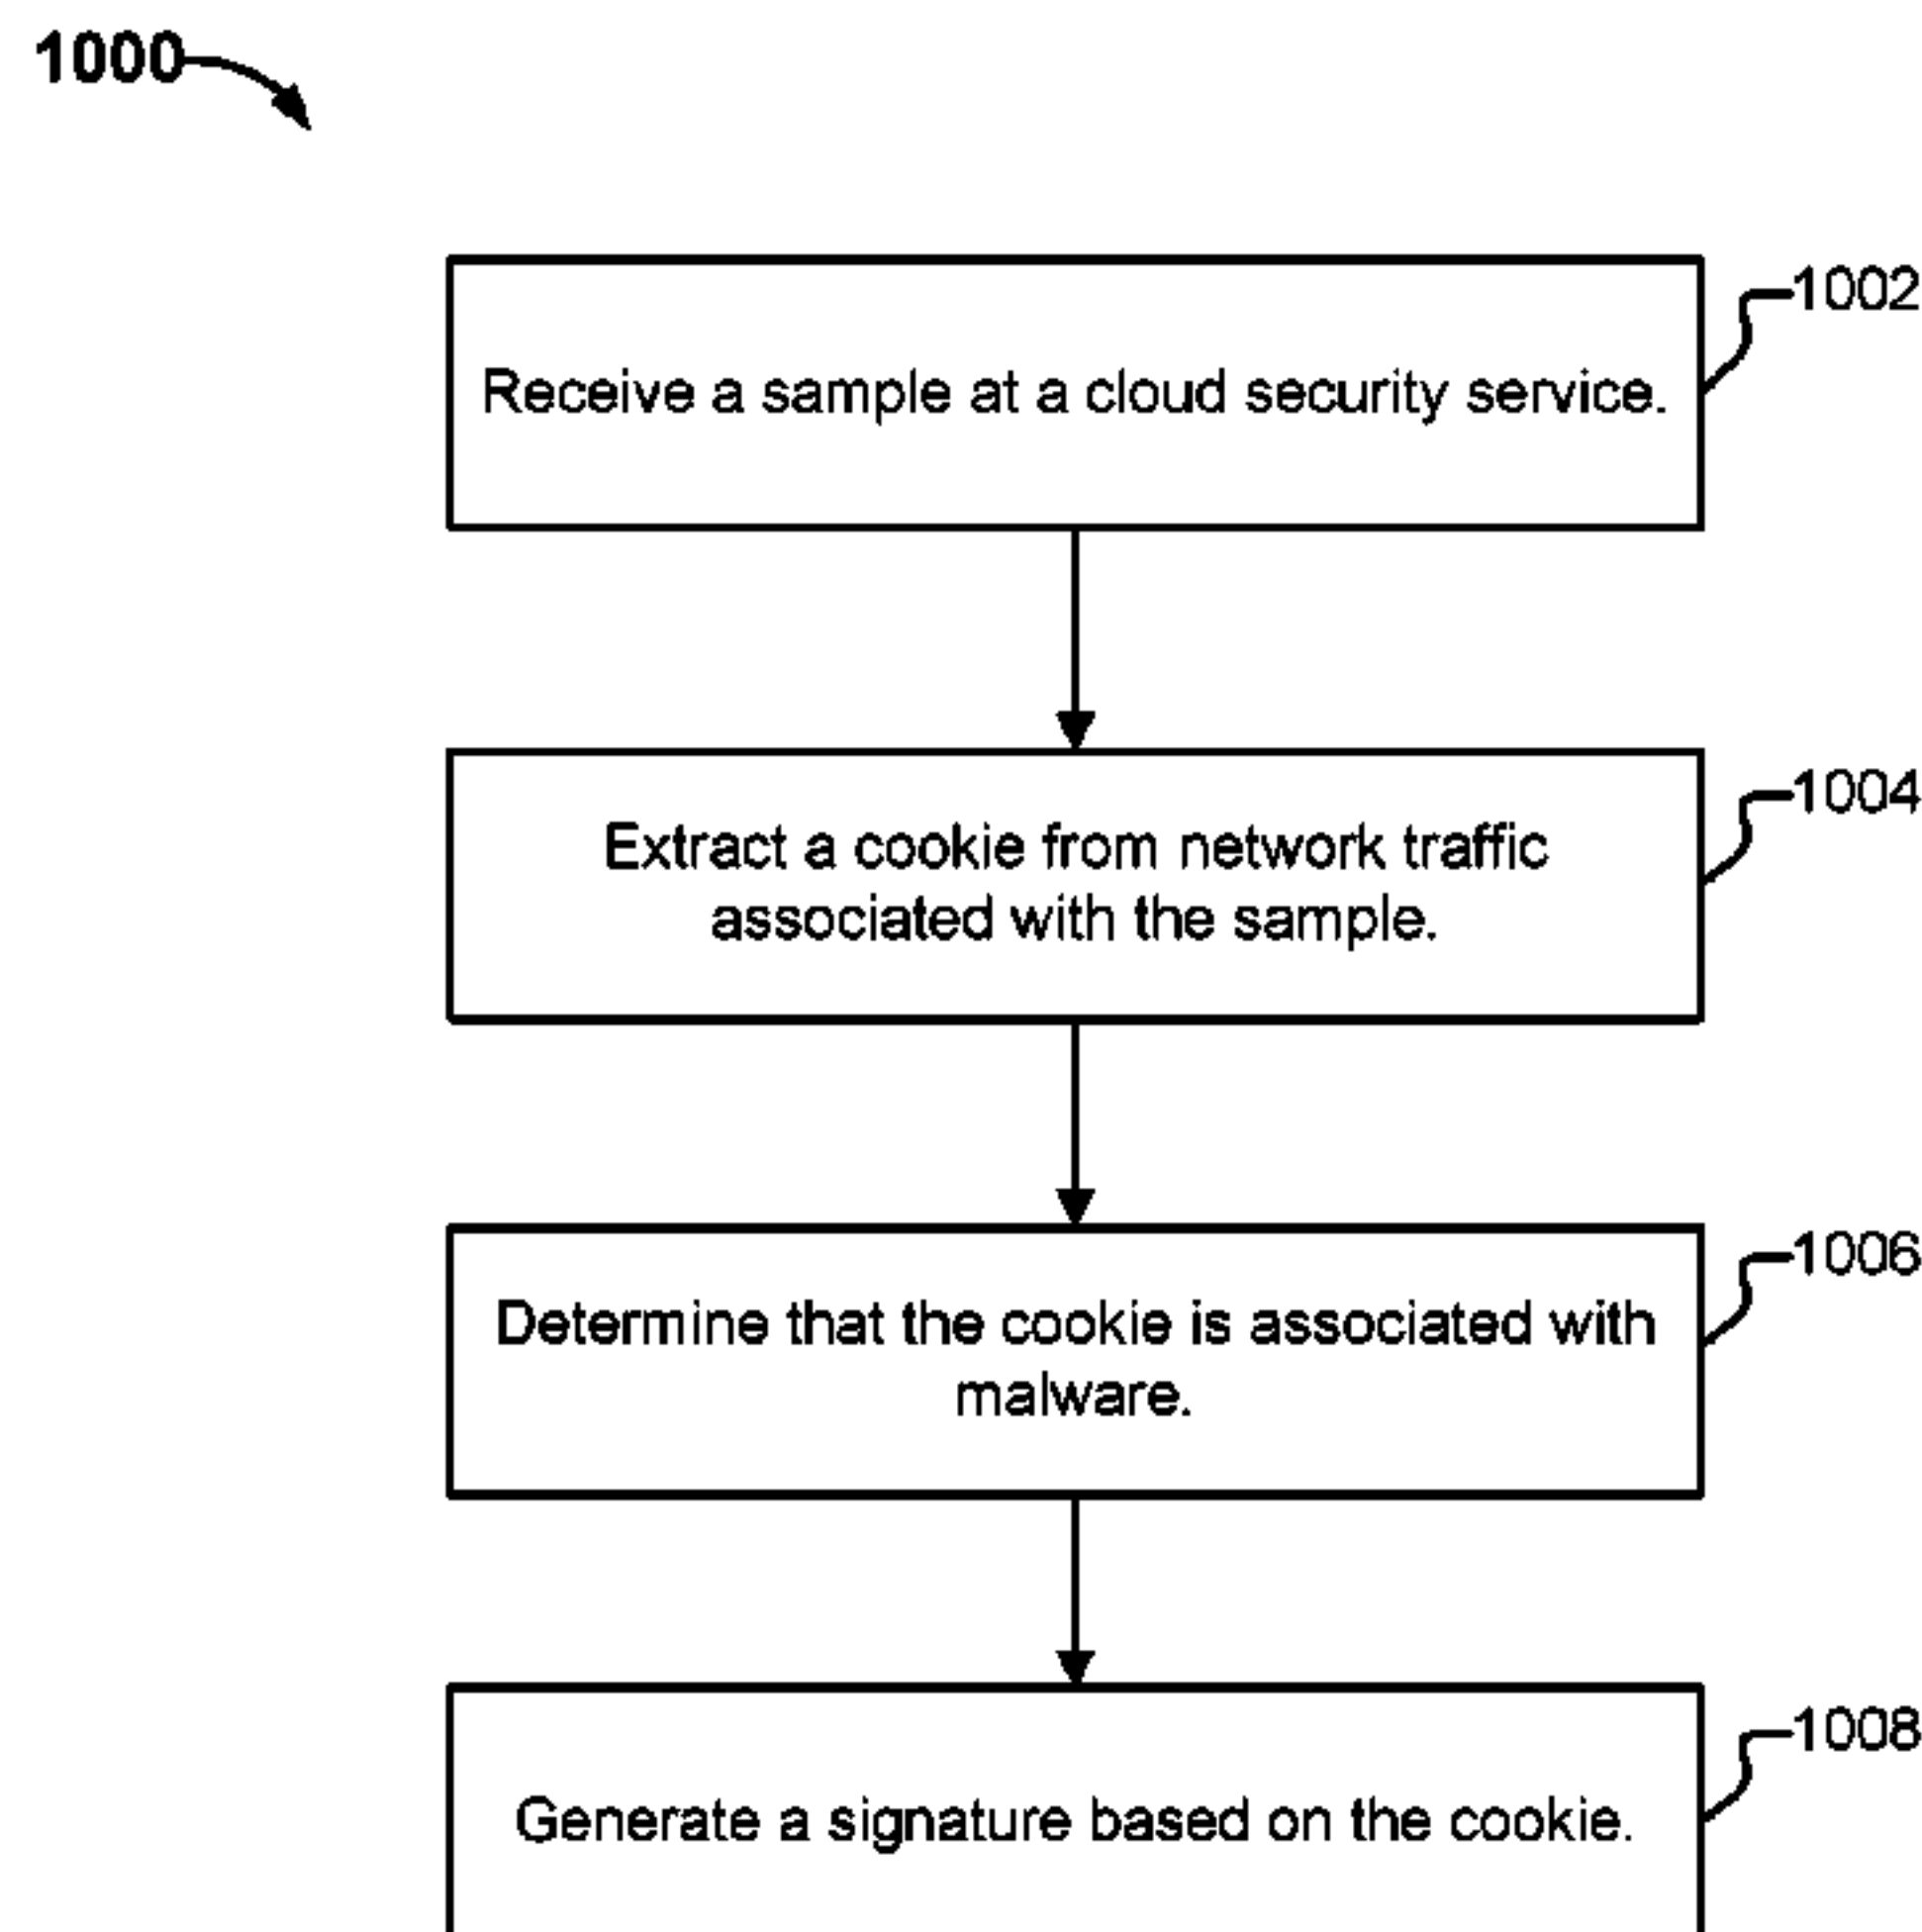 1000
1002
Receive a sample at a cloud security service.
1004
Extract a cookie from network traffic
associated with the sample.
1006
Determine that the cookie is associated with
malware.
1008
Generate a signature based on the cookie.